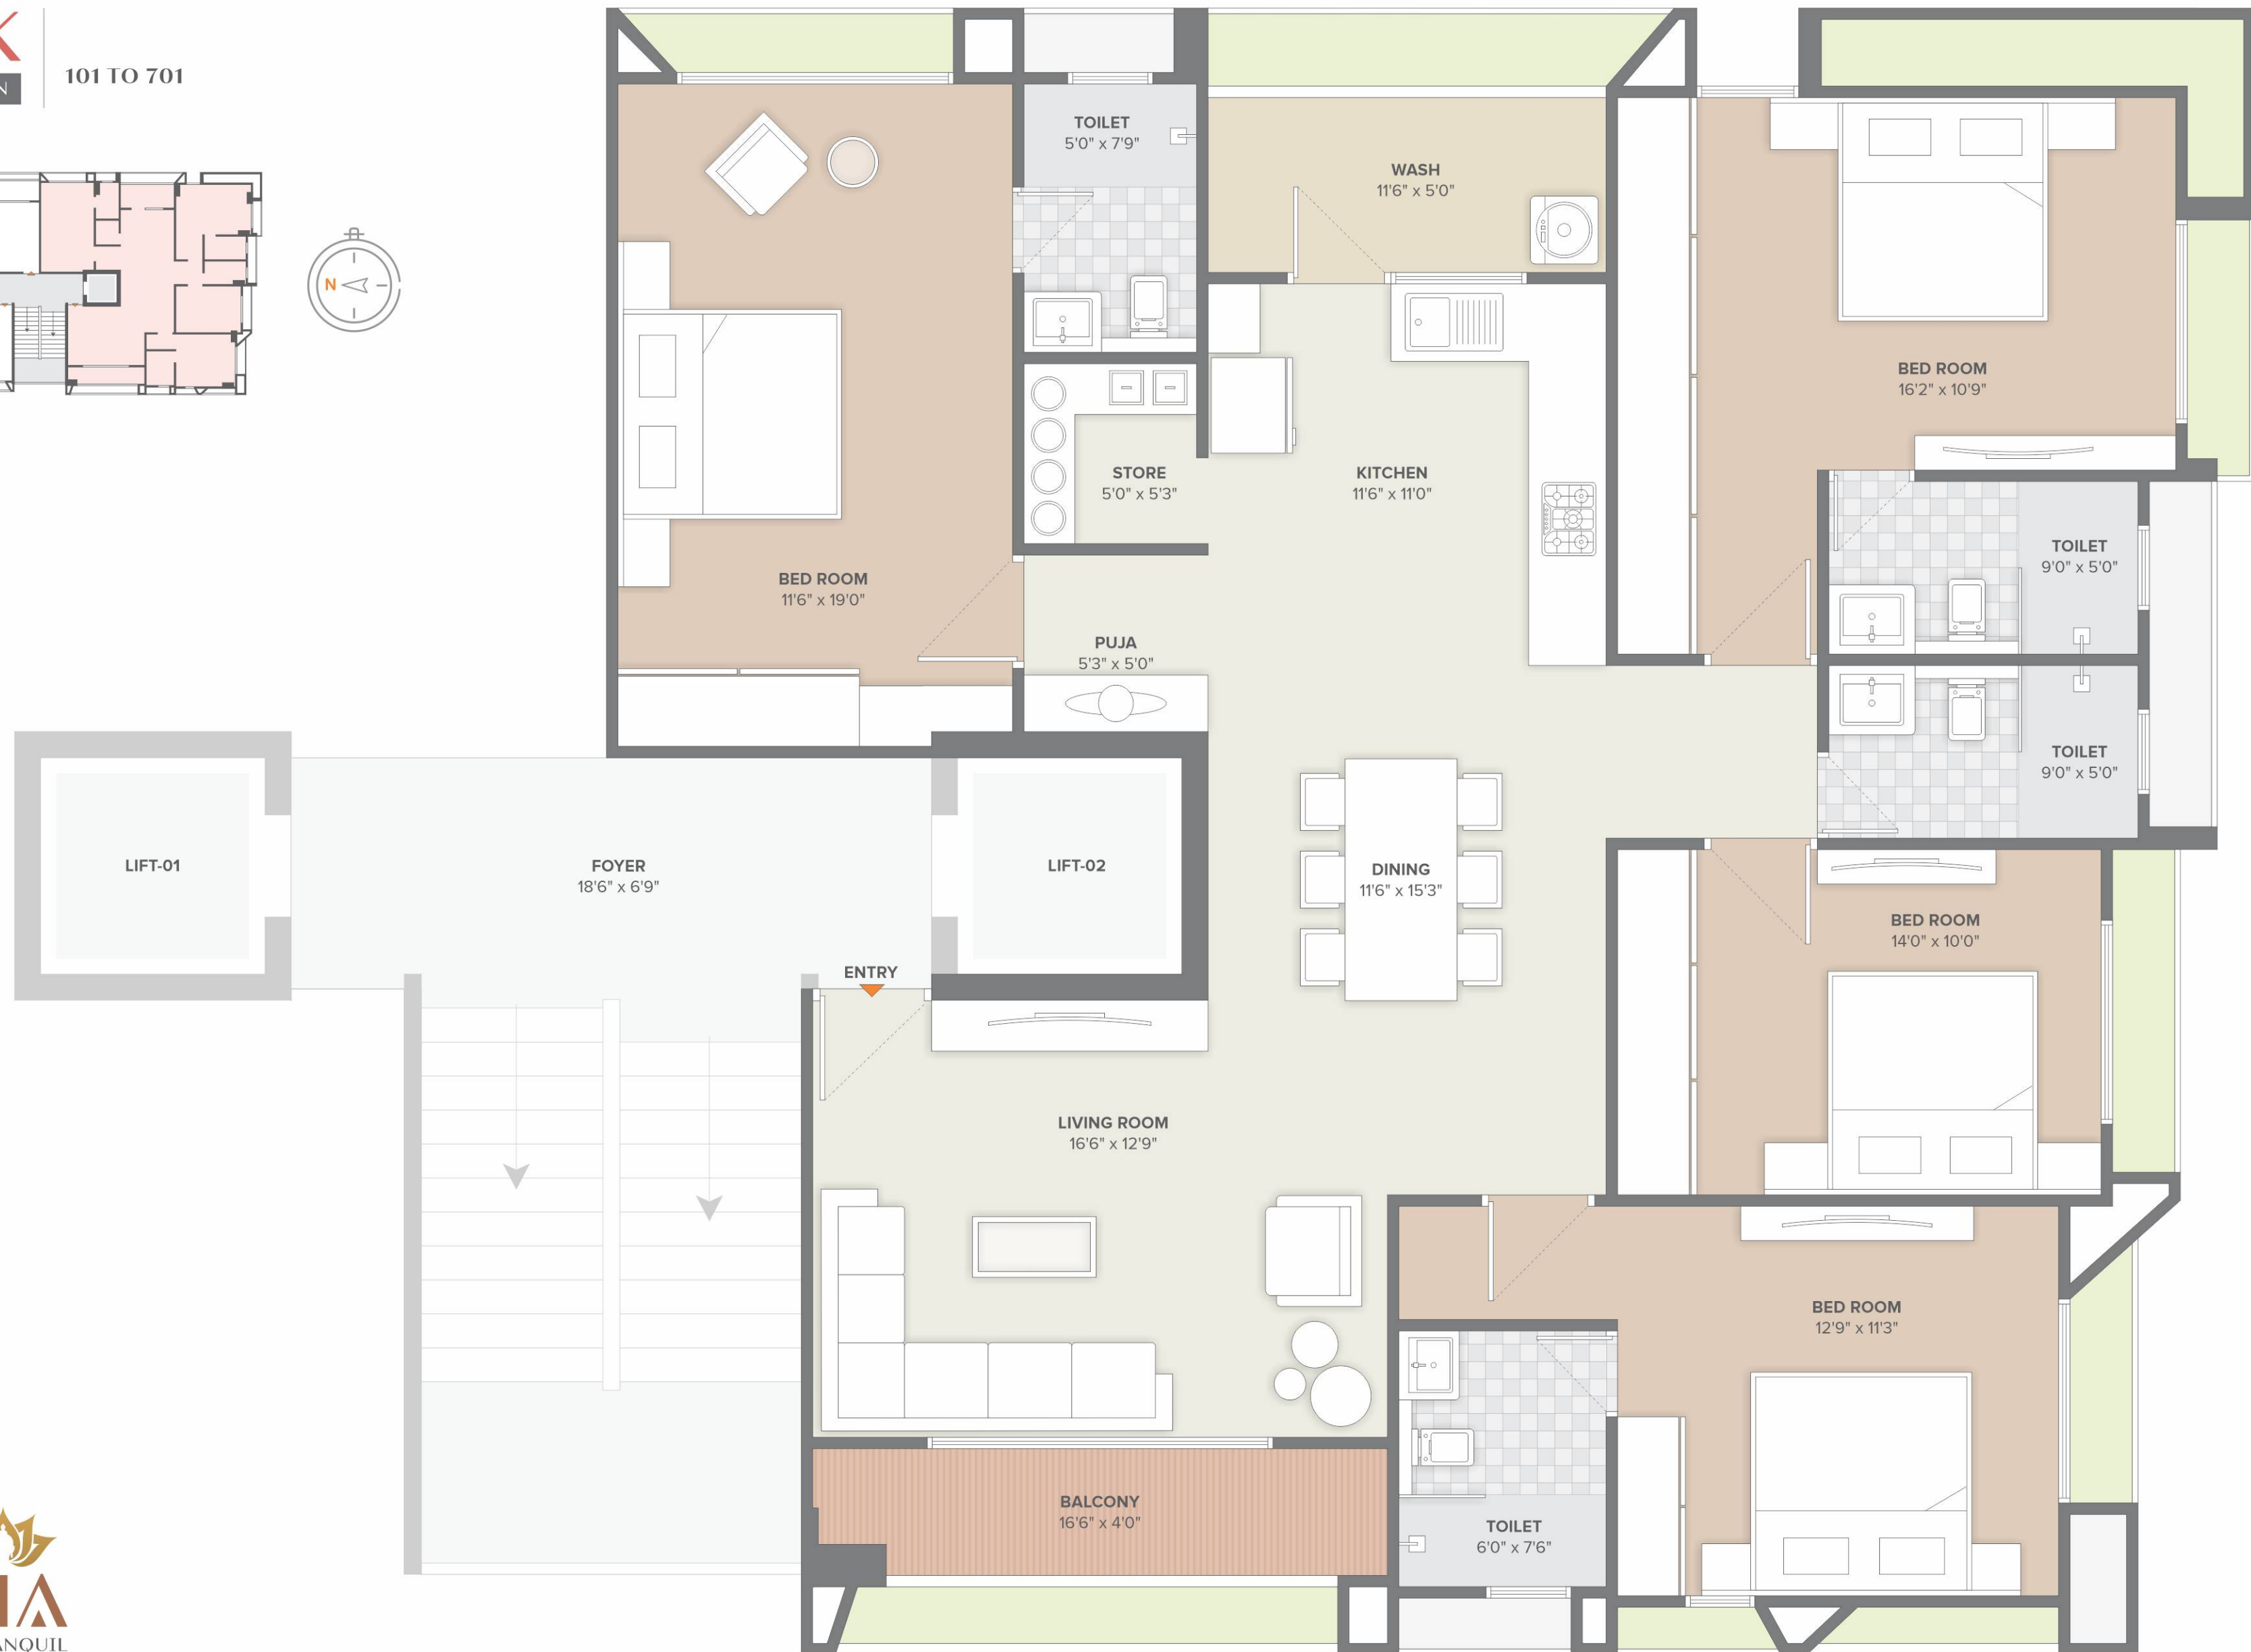 K
N
101 TO 701
N
TOILET
5'0" x 7'9"
WASH
11'6" x 5'0"
BED ROOM
16'2" x 10'9"
STORE
5'0" x 5'3"
KITCHEN
11'6" x 11'0"
BED ROOM
11'6" x 19'0"
PUJA
5'3" x 5'0"
TOILET
9'0" x 5'0"
TOILET
9'0" x 5'0"
LIFT-01
FOYER
18'6" x 6'9"
LIFT-02
DINING
11'6" x 15'3"
ENTRY
BED ROOM
14'0" x 10'0"
LIVING ROOM
16'6" x 12'9"
BED ROOM
12'9" x 11'3"
BALCONY
16'6" x 4'0"
TOILET
6'0" x 7'6"
ANQUIL